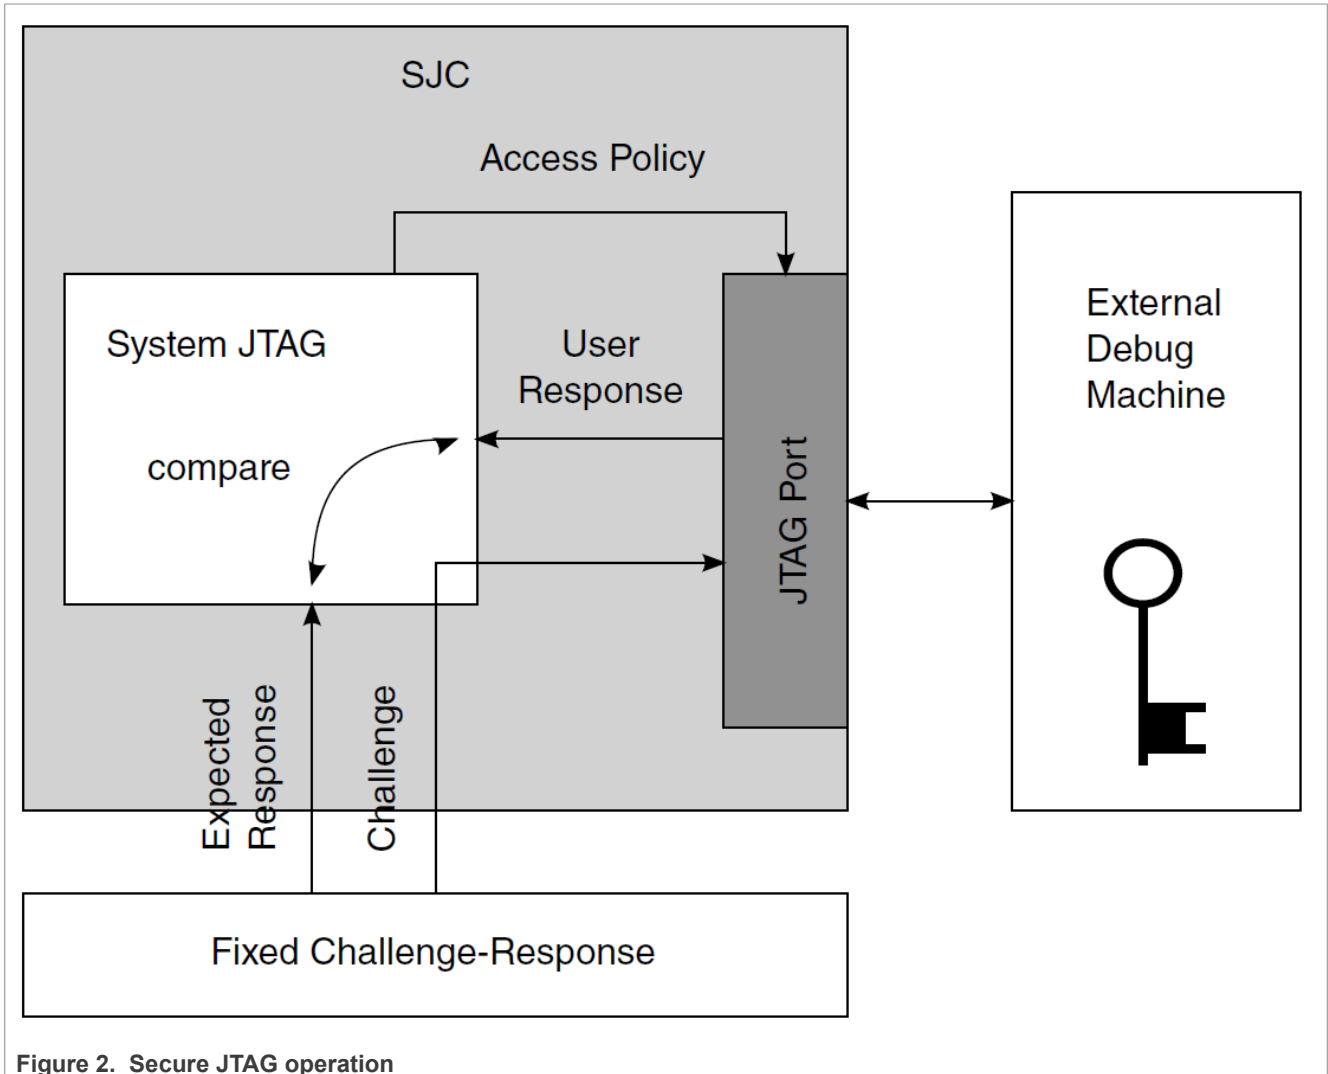 SJC
Access Policy
System JTAG
compare
User
Response
JTAG Port
External
Debug
Machine
Expected
Response
Challenge
Fixed Challenge-Response
Figure 2. Secure JTAG operation